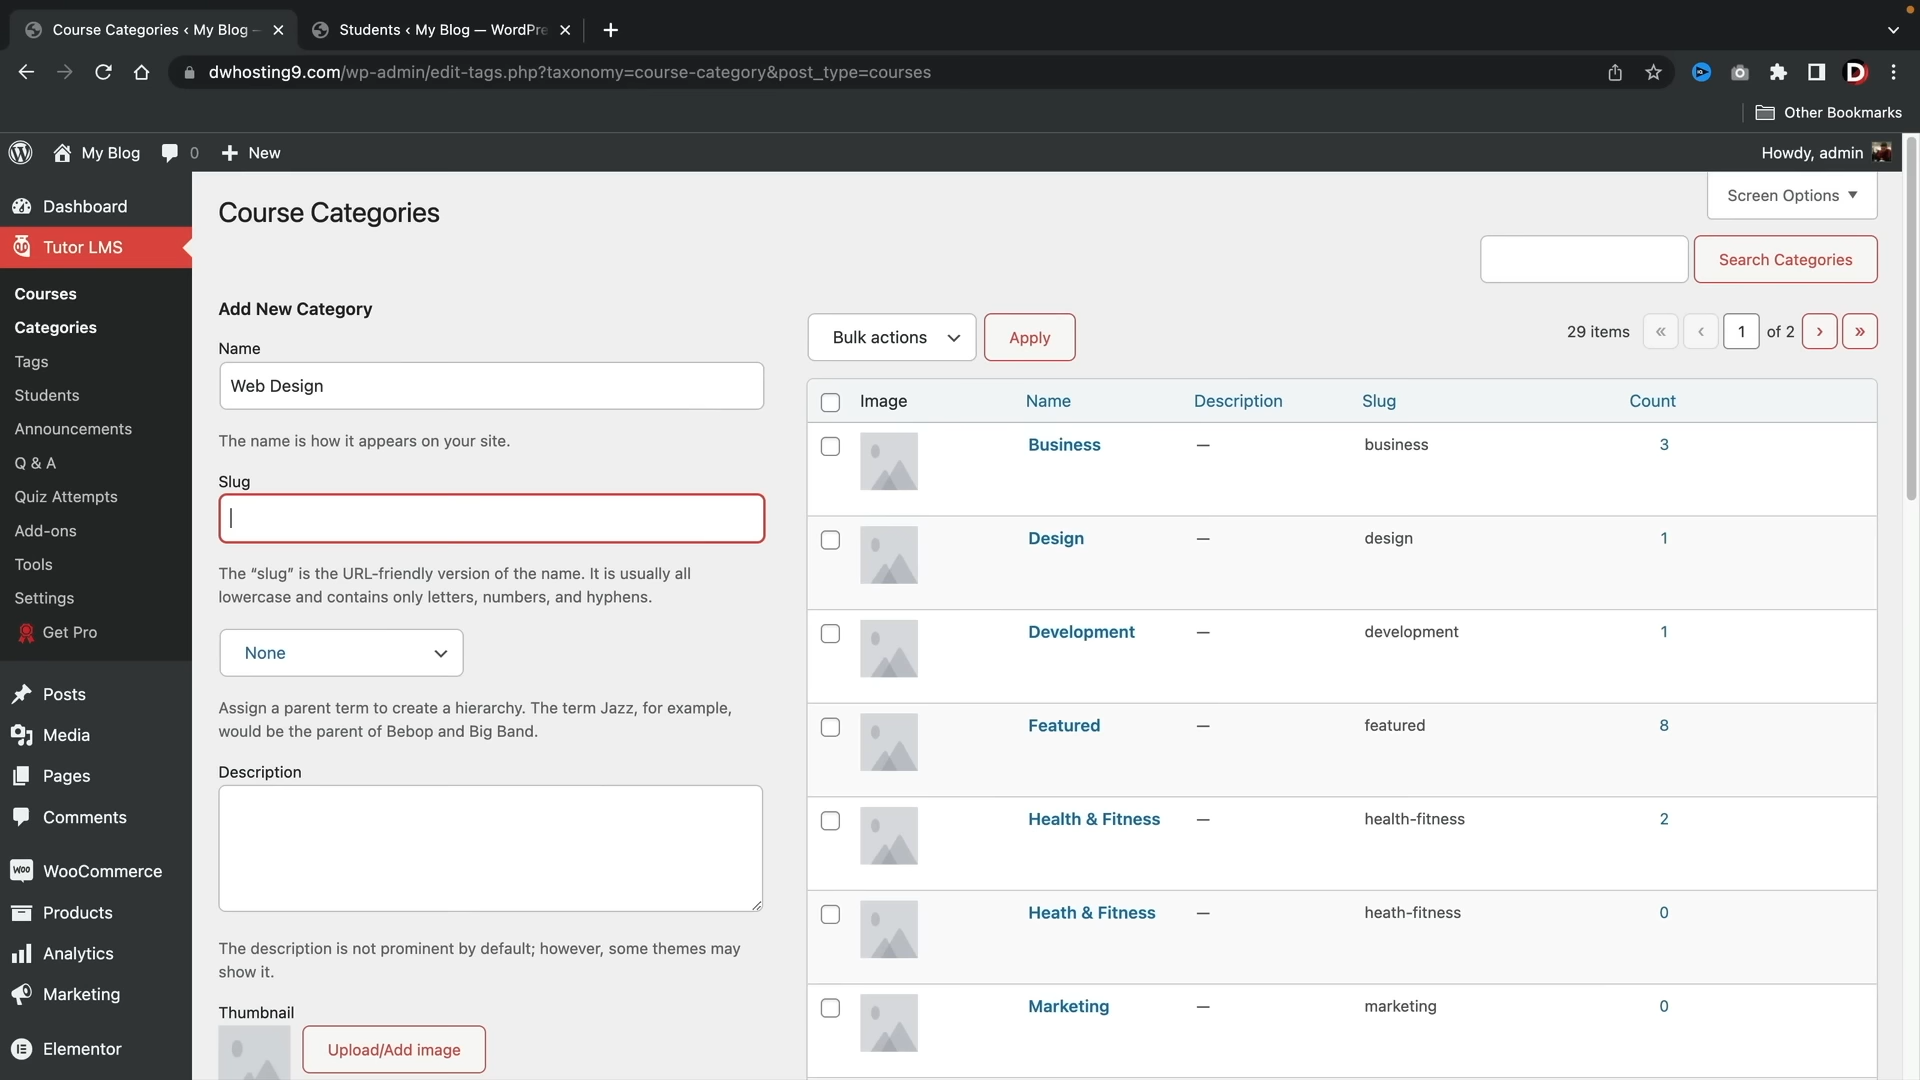 Course Categories ‹ My Blog –
Students ‹ My Blog — WordPre
dwhosting9.com/wp-admin/edit-tags.php?taxonomy=course-category&post_type=courses
Other Bookmarks
My Blog
0
New
Howdy, admin
Dashboard
Tutor LMS
Courses
Categories
Tags
Students
Announcements
Q & A
Quiz Attempts
Add-ons
Tools
Settings
Get Pro
Posts
Media
Pages
Comments
WooCommerce
Products
Analytics
Marketing
Elementor
Course Categories
Screen Options
Search Categories
Add New Category
Name
Web Design
The name is how it appears on your site.
Slug
The “slug” is the URL-friendly version of the name. It is usually all
lowercase and contains only letters, numbers, and hyphens.
None
Assign a parent term to create a hierarchy. The term Jazz, for example,
would be the parent of Bebop and Big Band.
Description
The description is not prominent by default; however, some themes may
show it.
Thumbnail
Upload/Add image
Bulk actions
Apply
29 items « ‹ 1 of 2 › »
Image Name Description Slug Count
Business — business 3
Design — design 1
Development — development 1
Featured — featured 8
Health & Fitness — health-fitness 2
Heath & Fitness — heath-fitness 0
Marketing — marketing 0